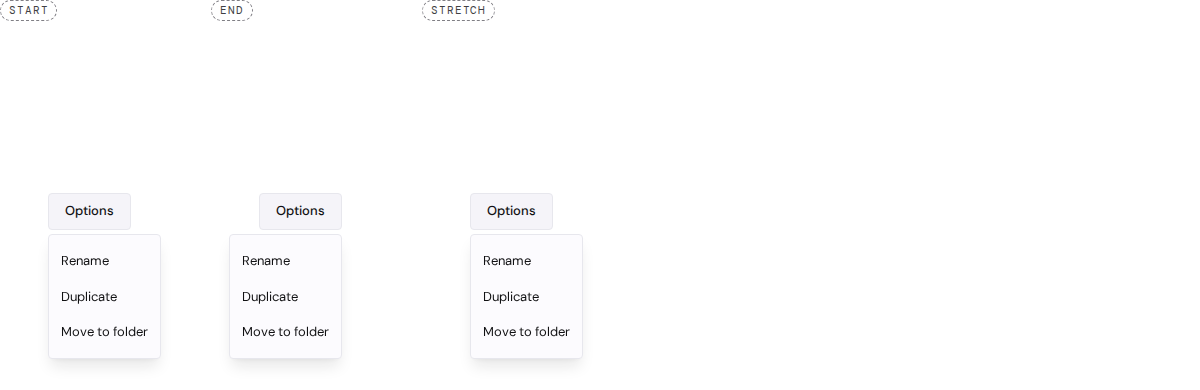 START
END
STRETCH
Options
Options
Options
Rename
Rename
Rename
Duplicate
Duplicate
Duplicate
Move to folder
Move to folder
Move to folder